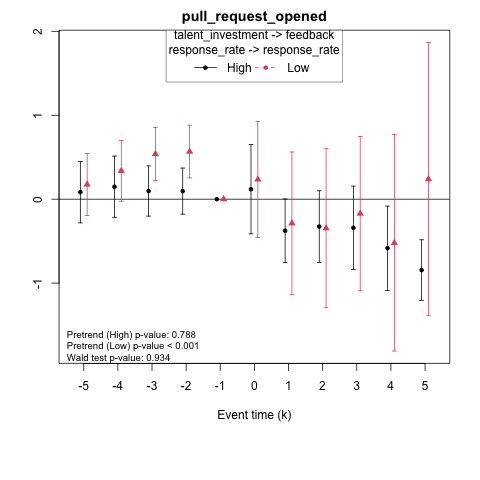 pull_request_opened
talent_investment -> feedback
response_rate -> response_rate
High Low
2
1
0
-1
Pretrend (High) p-value: 0.788
Pretrend (Low) p-value < 0.001
Wald test p-value: 0.934
-5 -4 -3 -2 -1 0 1 2 3 4 5
Event time (k)